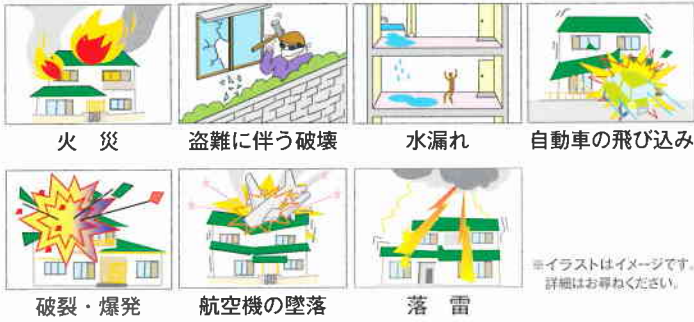 火 災
盗難に伴う破壊
水漏れ
自動車の飛び込み
破裂・爆発
航空機の墜落
落 雷
※イラストはイメージです。
詳細はお尋ねください。